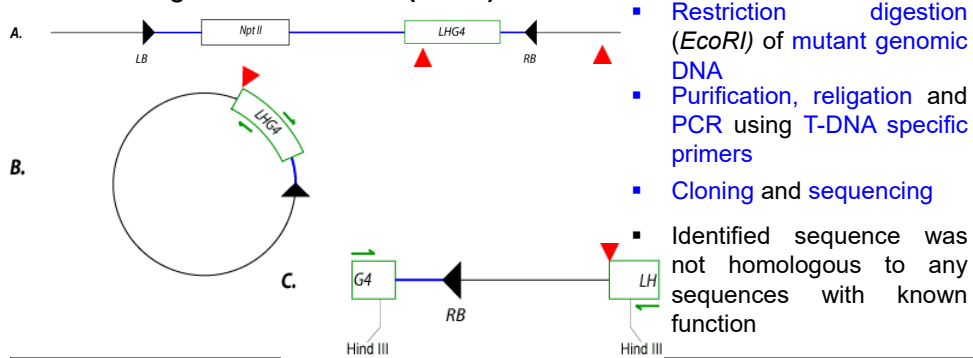 A.
Npt II
LHG4
LB
RB
B.
LHG4
C.
G4
LH
RB
Hind III
Hind III
▪ Restriction digestion
(EcoRI) of mutant genomic
DNA
▪ Purification, religation and
PCR using T-DNA specific
primers
▪ Cloning and sequencing
▪ Identified sequence was
not homologous to any
sequences with known
function